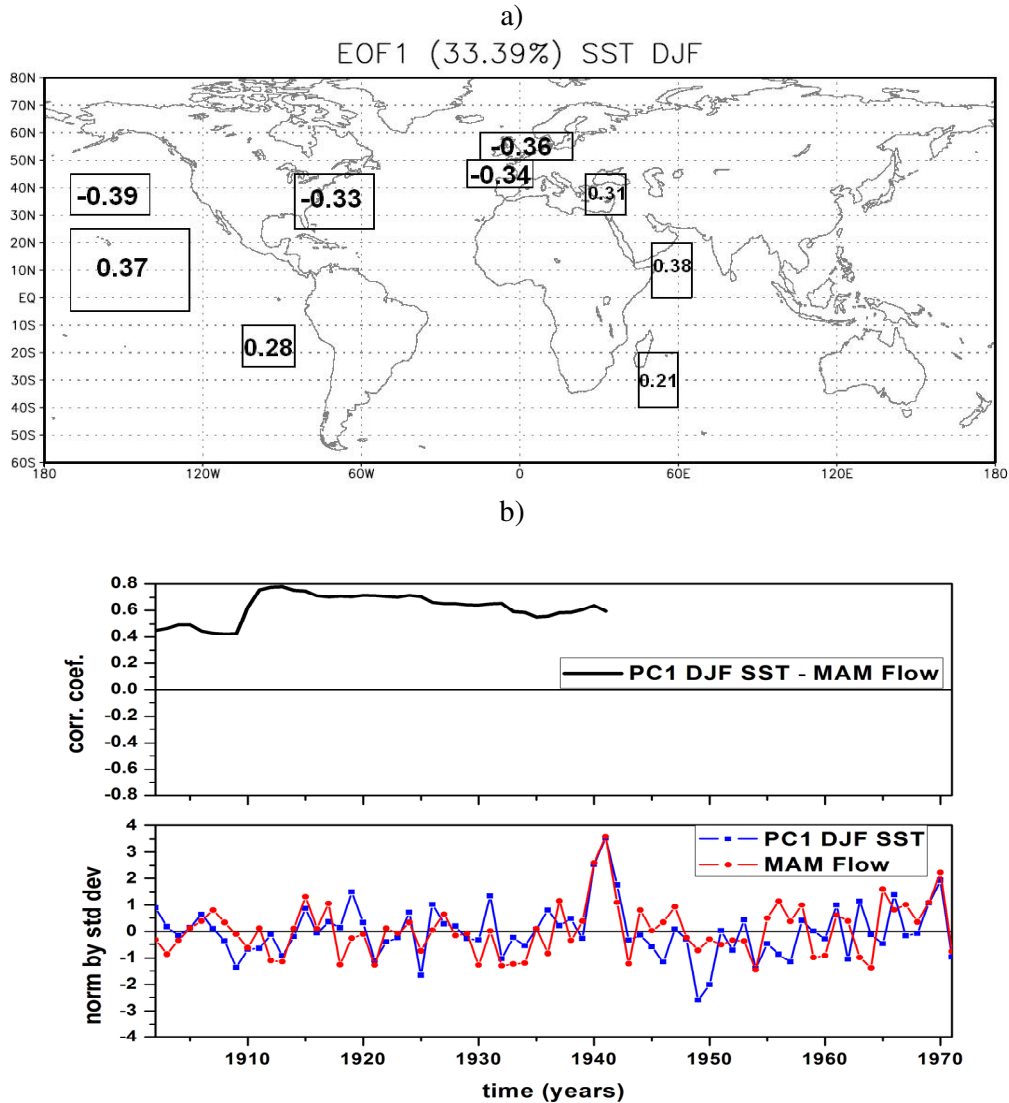 a)
EOF1 (33.39%) SST DJF
80N
70N
60N
50N
40N
30N
20N
10N
EQ
10S
20S
30S
40S
50S
60S
-0.36
-0.34
-0.39
-0.33
0.31
0.37
0.38
0.28
0.21
180
120W
60W
0
60E
120E
180
b)
0.8
0.6
0.4
0.2
0.0
-0.2
-0.4
-0.6
-0.8
corr. coef.
PC1 DJF SST - MAM Flow
4
3
2
1
0
-1
-2
-3
-4
norm by std dev
PC1 DJF SST
MAM Flow
1910
1920
1930
1940
1950
1960
1970
time (years)